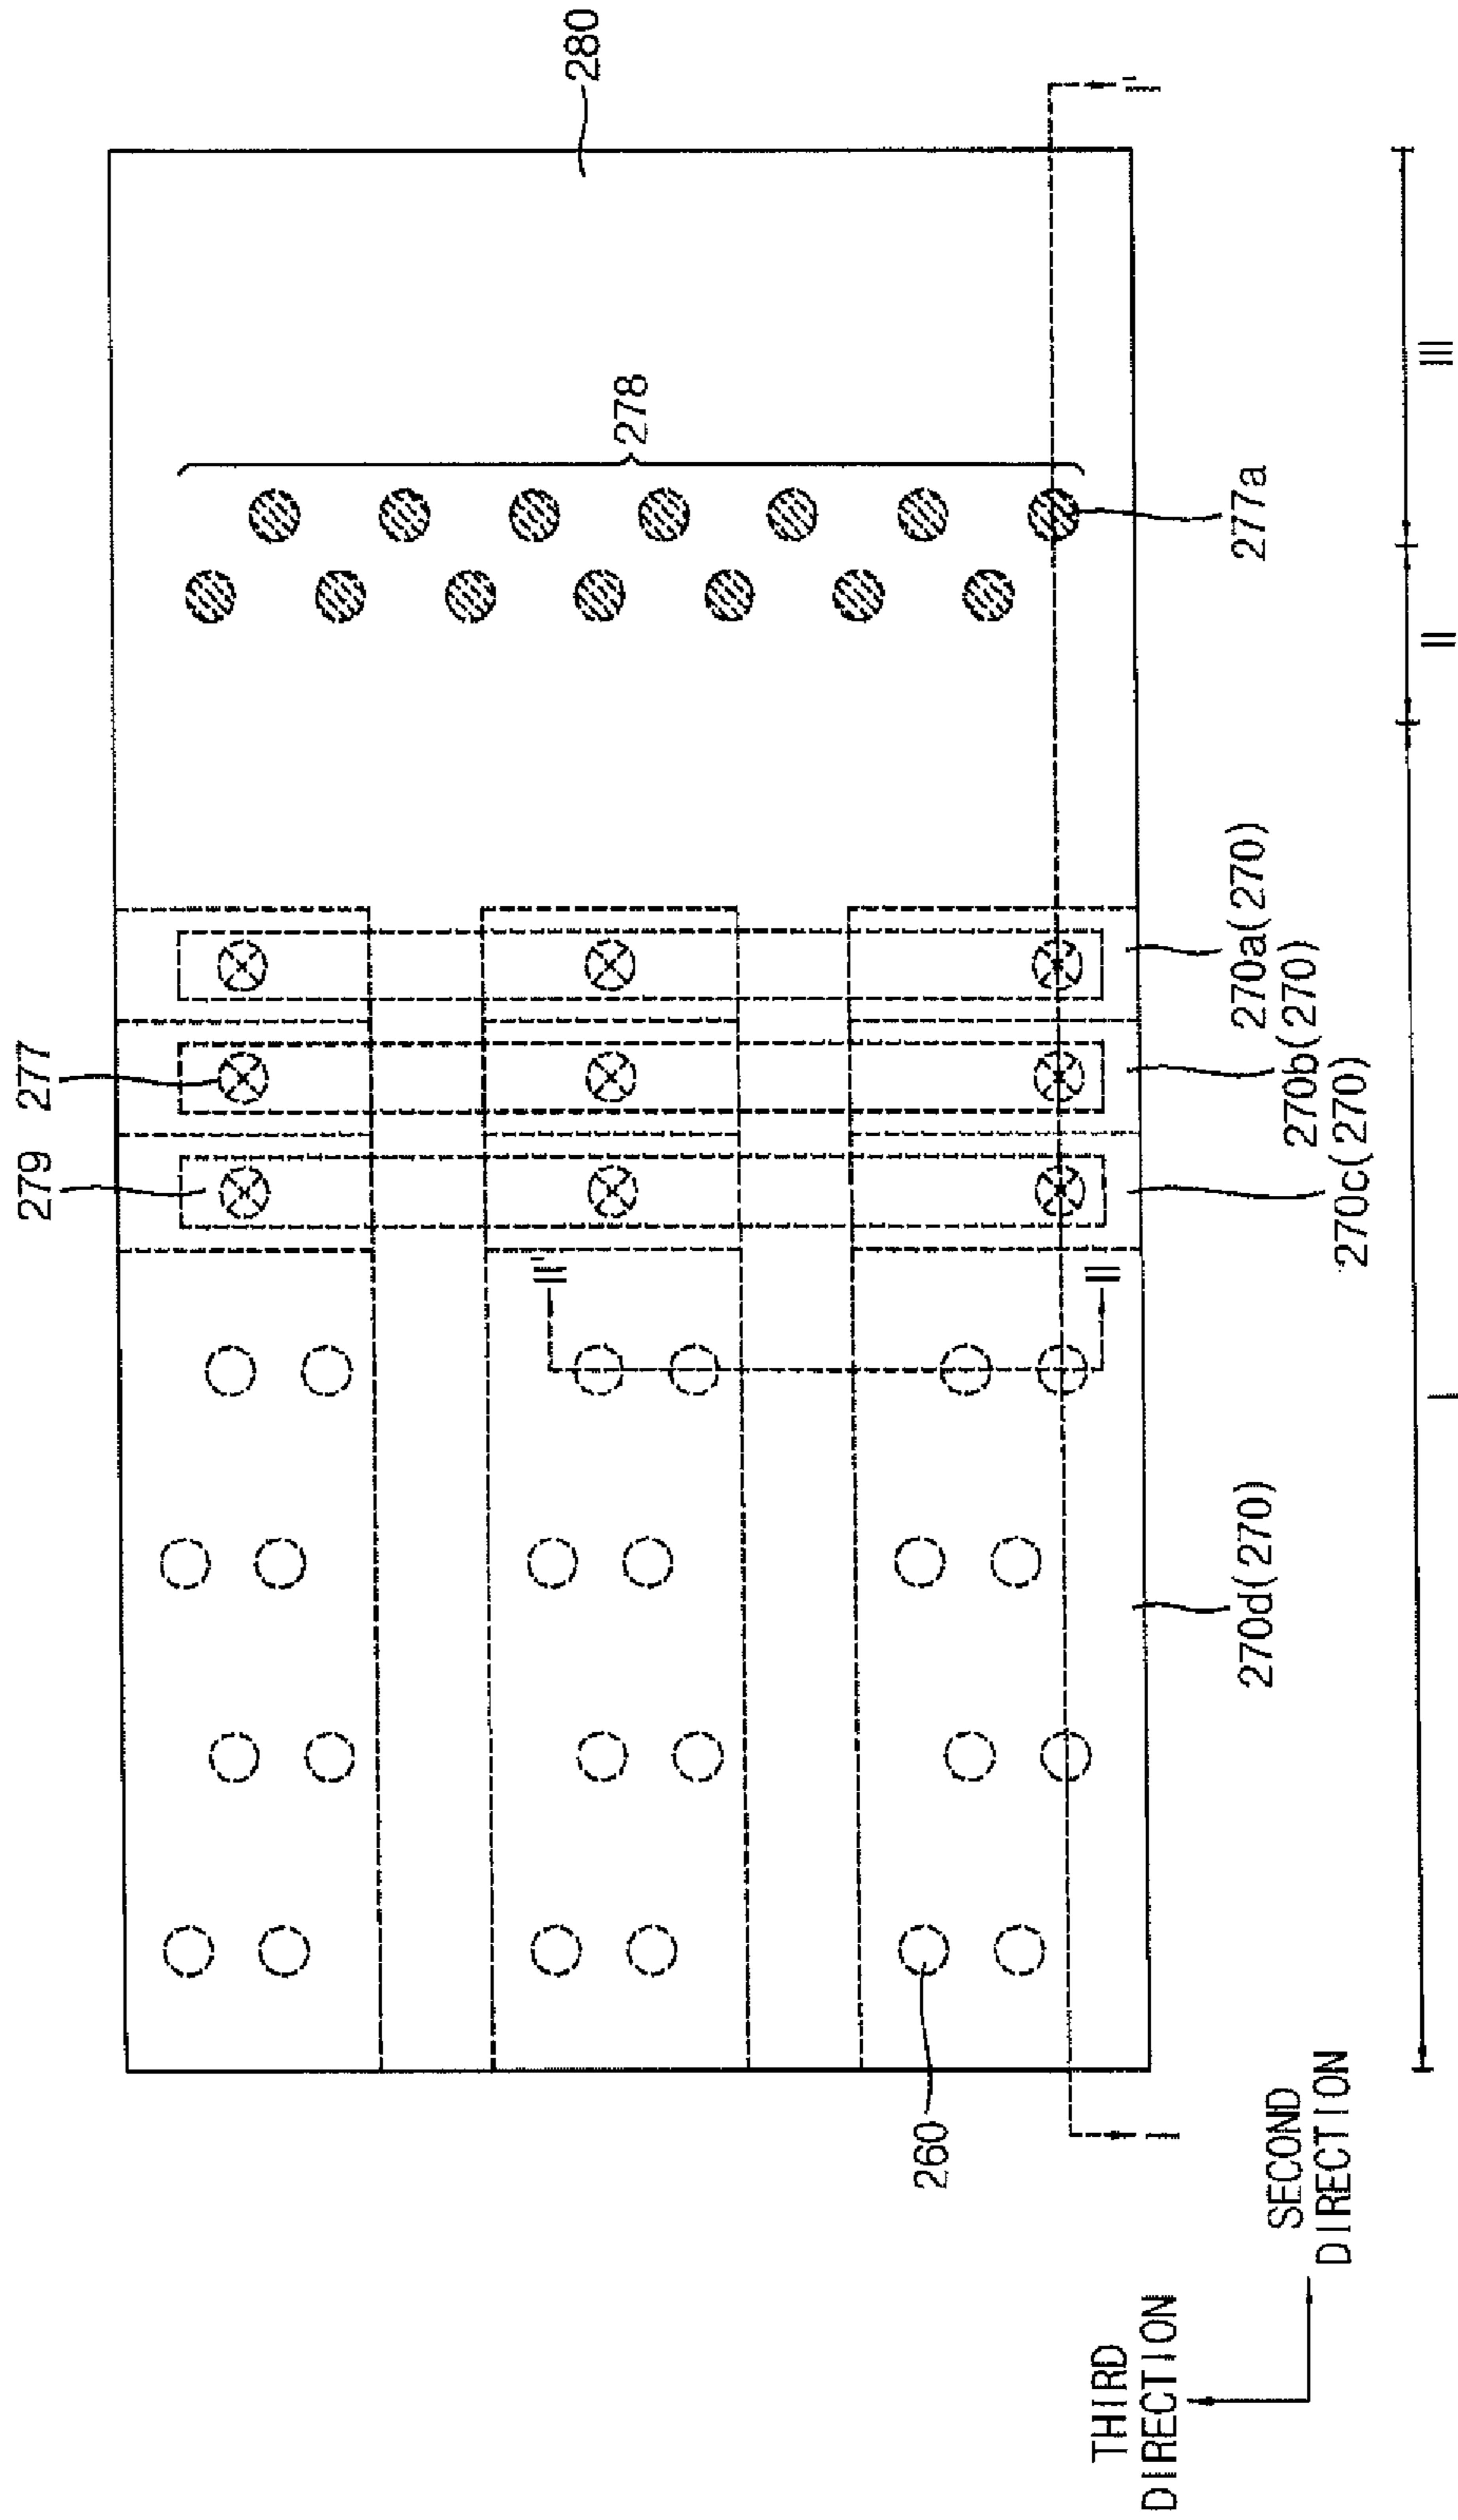 280
278
277a
277
279
270a(270)
270b(270)
270c(270)
270d(270)
260
I
I'
II
II'
I
II
III
THIRD
DIRECTION
SECOND
DIRECTION